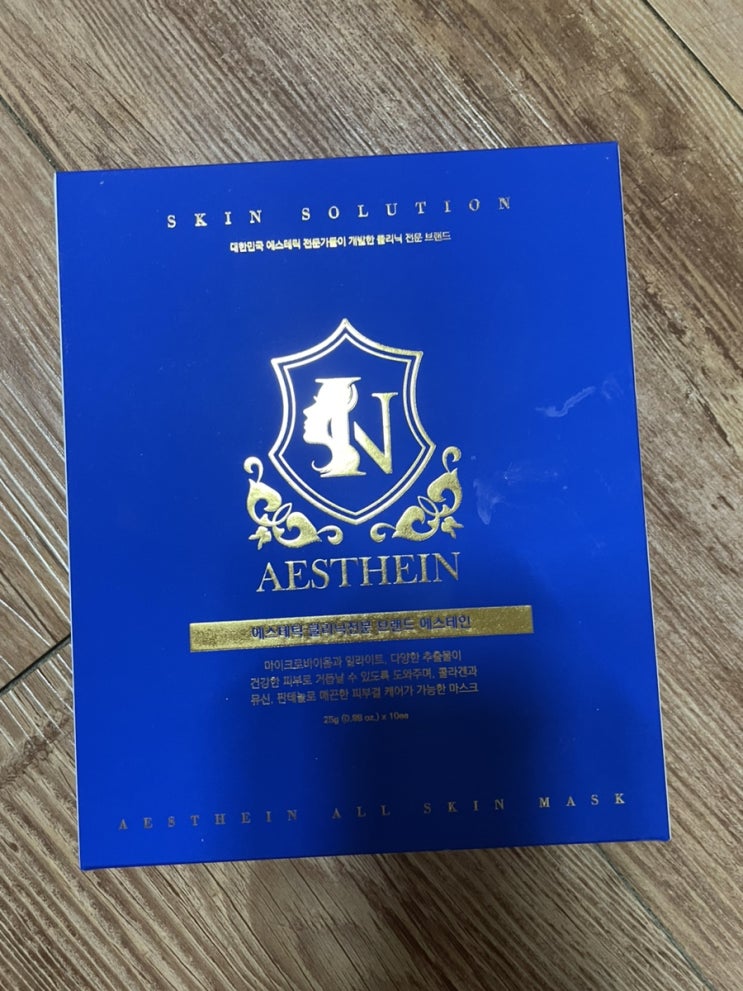 SKIN SOLUTION
대한민국 에스테틱 전문가들이 개발한 클리닉 전문 브랜드
IN
AESTHEIN
에스테틱 클리닉전문 브랜드 에스테인
마이크로바이옴과 일라이트, 다양한 추출물이
건강한 피부로 거듭날 수 있도록 도와주며, 콜라겐과
뮤신, 판테놀로 매끈한 피부결 케어가 가능한 마스크
25g (0.88 oz.) x 10ea
AESTHEIN ALL SKIN MASK